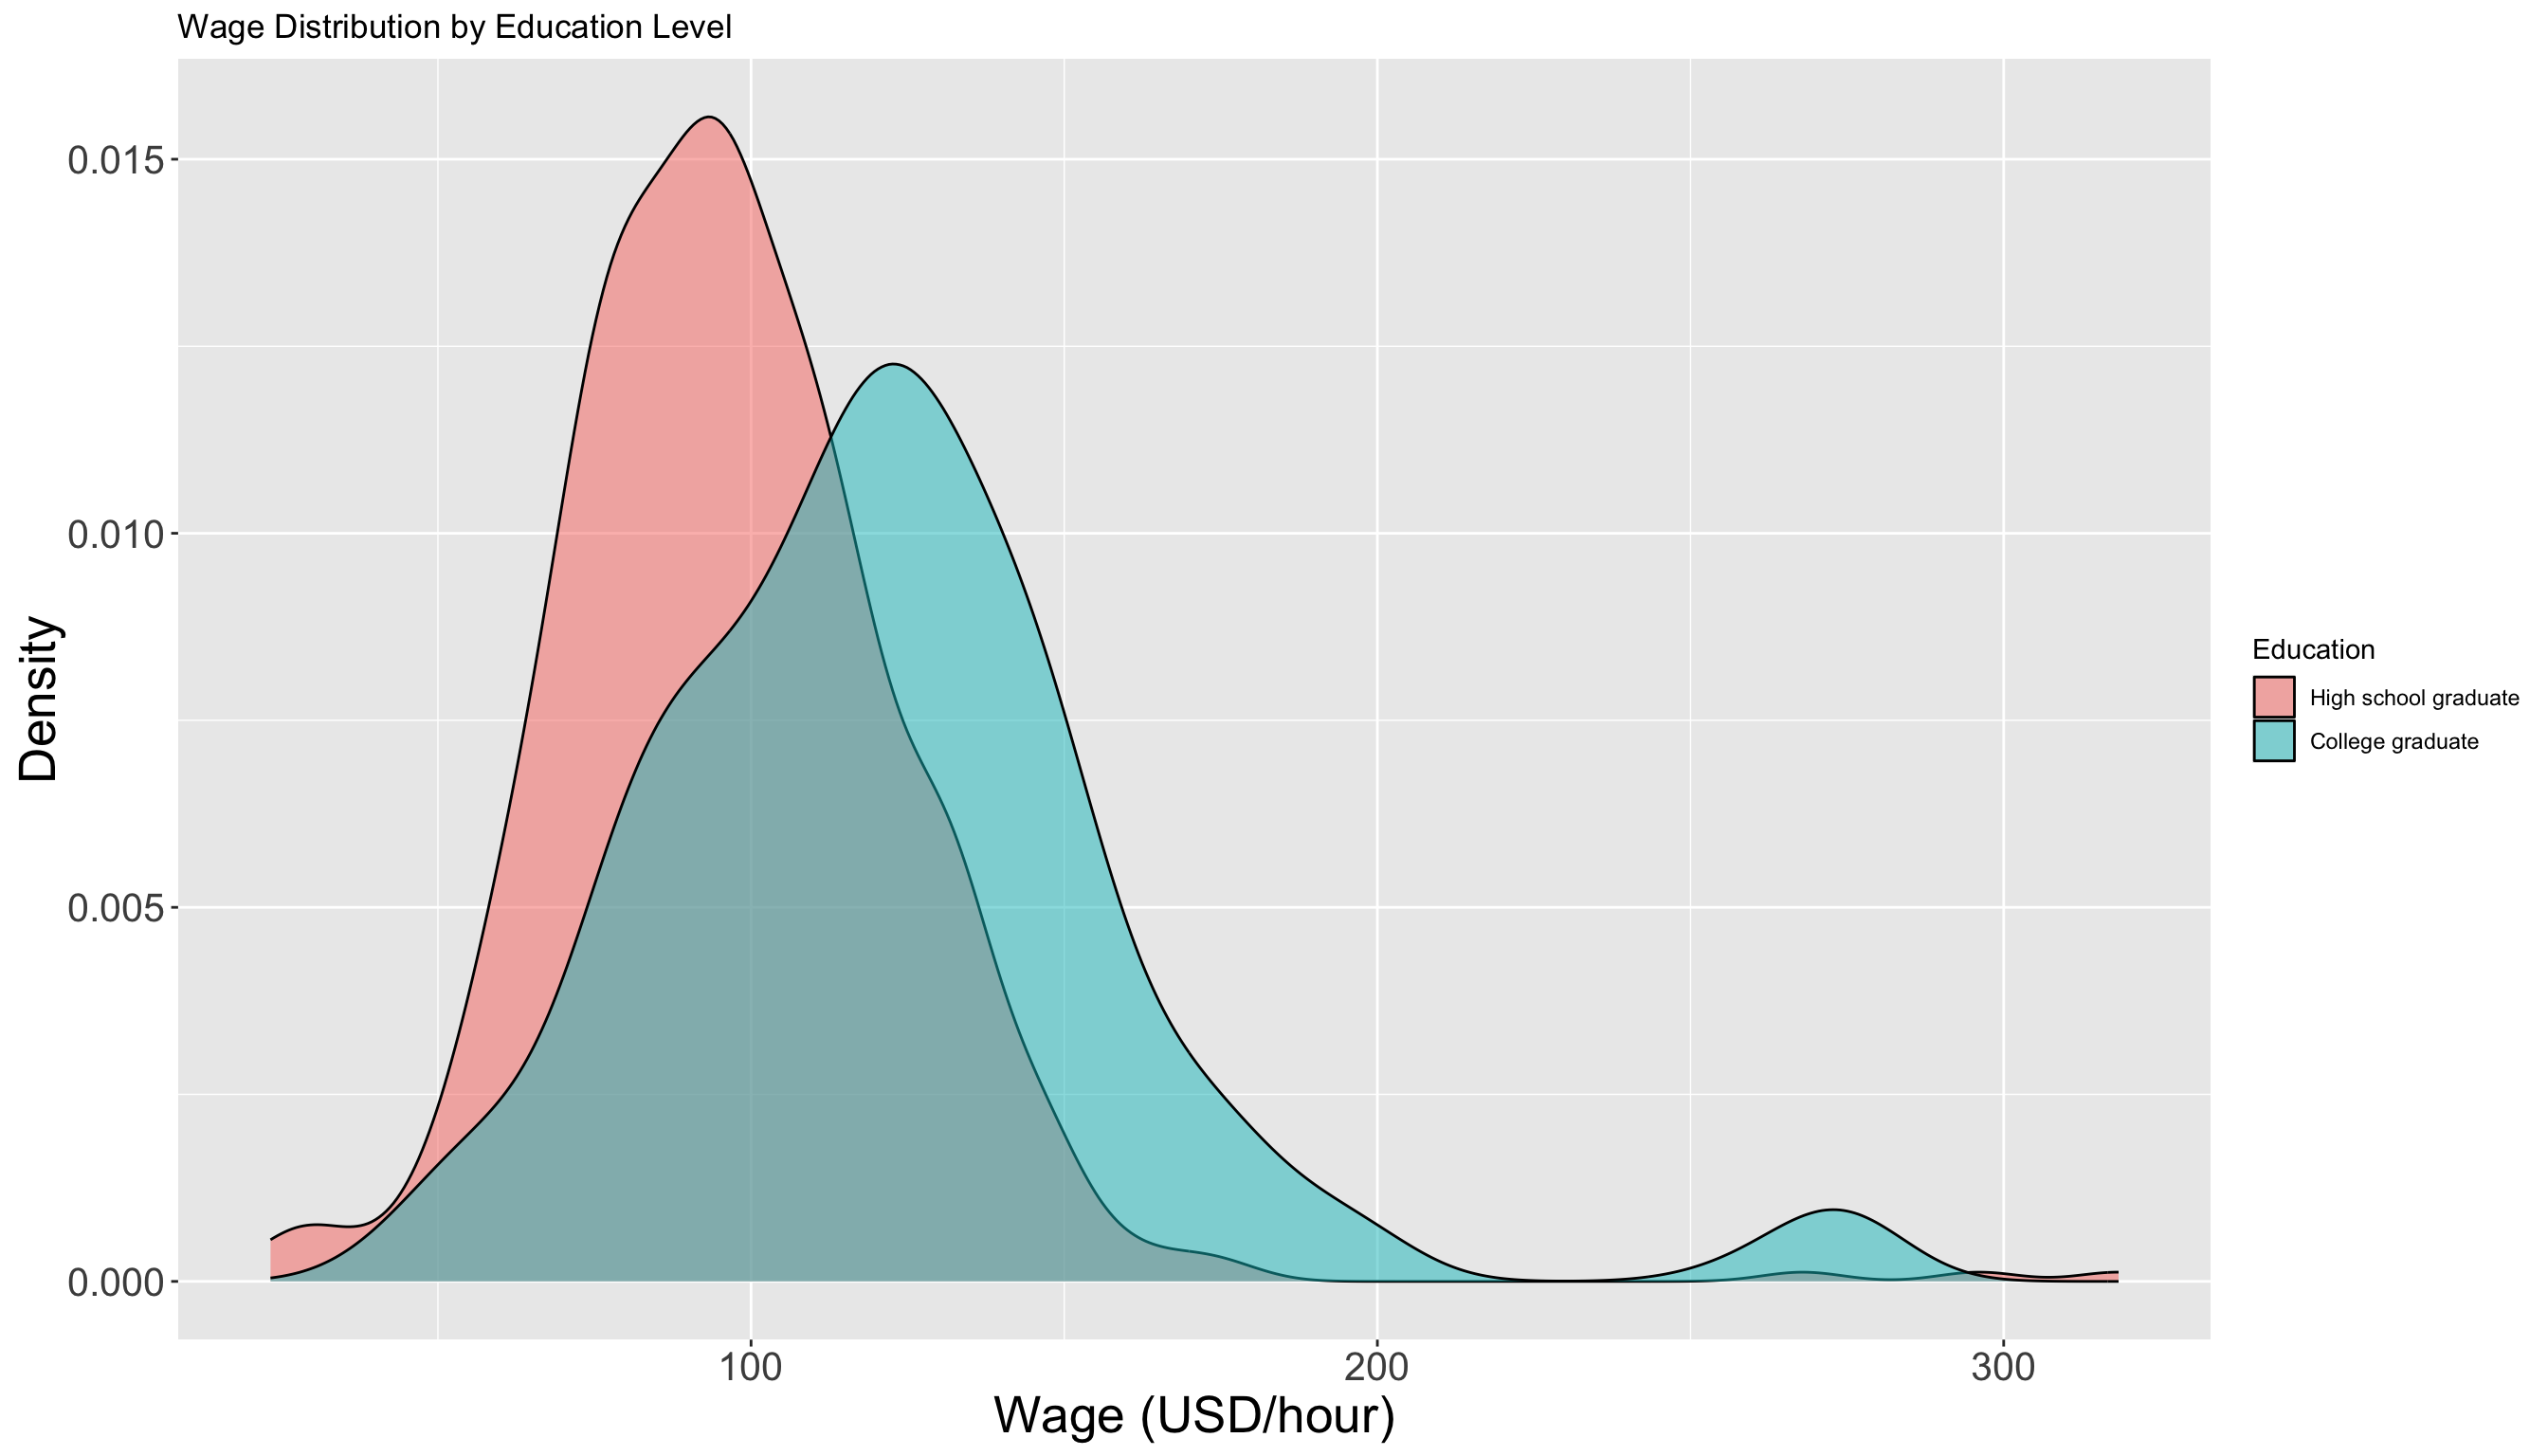 Wage Distribution by Education Level
0.015
0.010
0.005
0.000
Density
100 200 300
Wage (USD/hour)
Education
High school graduate
College graduate